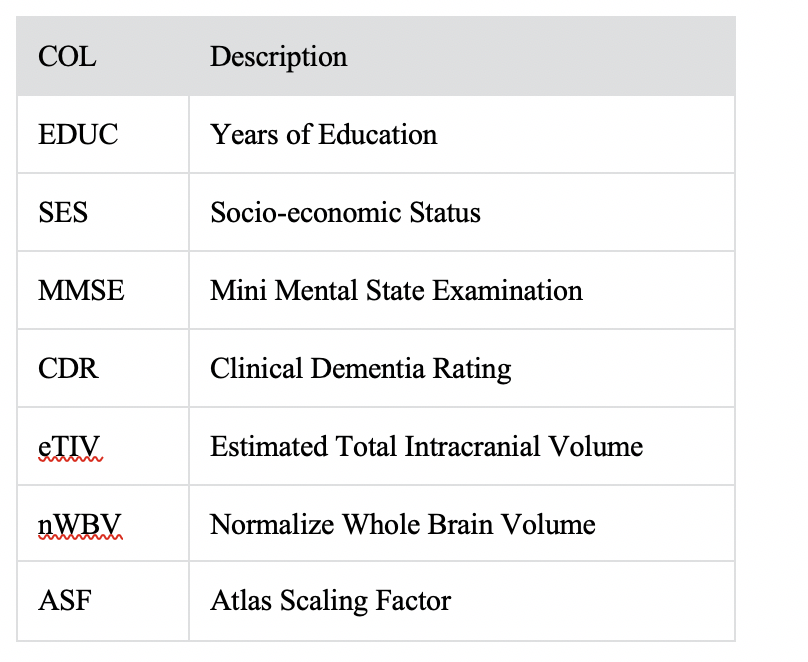 COL Description
EDUC Years of Education
SES Socio-economic Status
MMSE Mini Mental State Examination
CDR Clinical Dementia Rating
eTIV Estimated Total Intracranial Volume
nWBV Normalize Whole Brain Volume
ASF Atlas Scaling Factor